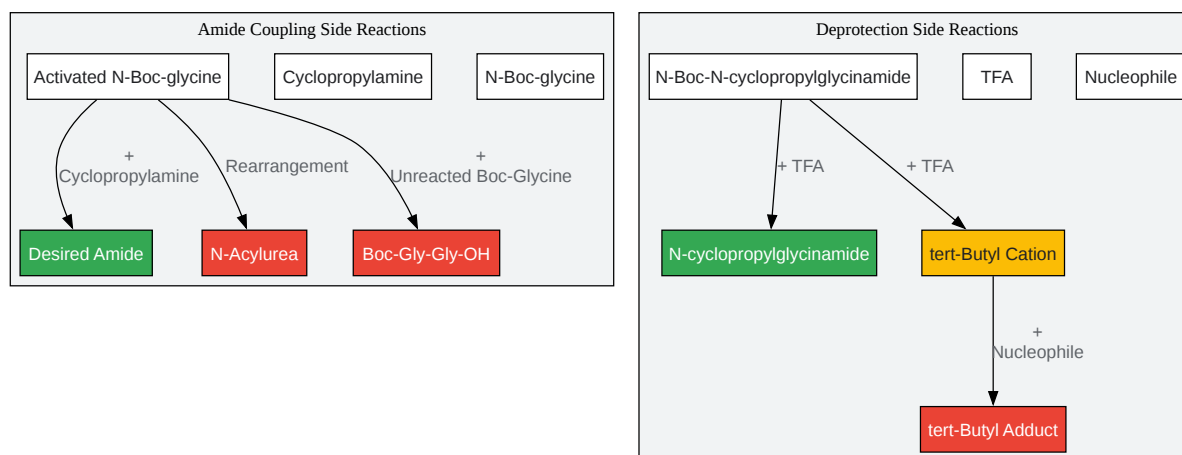 Amide Coupling Side Reactions
Activated N-Boc-glycine
Cyclopropylamine
N-Boc-glycine
+
Cyclopropylamine
Rearrangement
+
Unreacted Boc-Glycine
Desired Amide
N-Acylurea
Boc-Gly-Gly-OH
Deprotection Side Reactions
N-Boc-N-cyclopropylglycinamide
TFA
Nucleophile
+ TFA
+ TFA
N-cyclopropylglycinamide
tert-Butyl Cation
+
Nucleophile
tert-Butyl Adduct